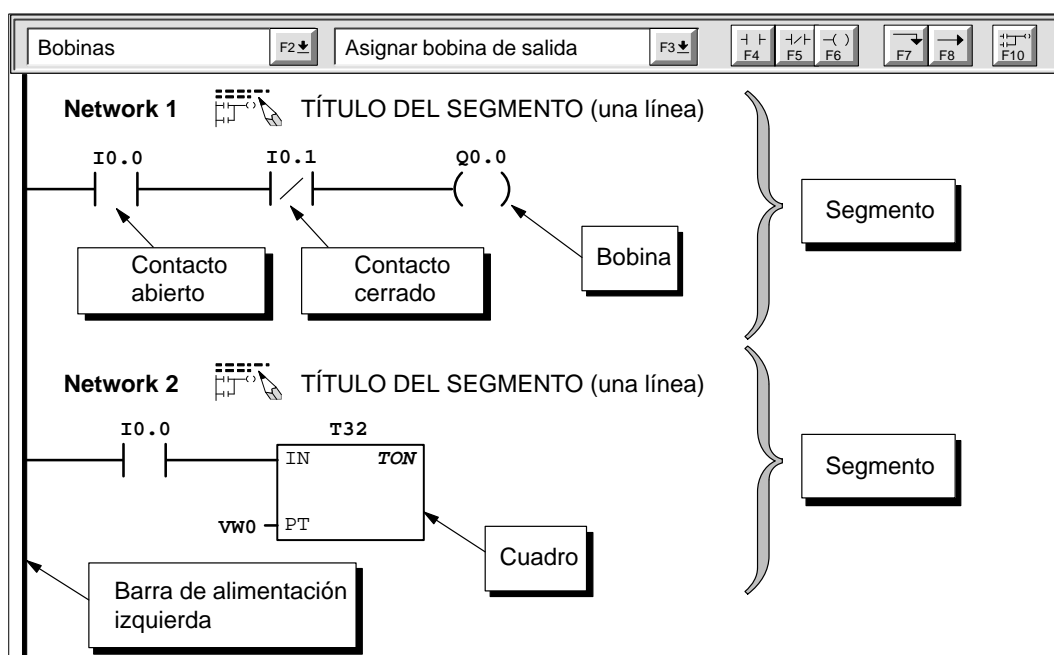 Bobinas F2 Asignar bobina de salida F3 F4 F5 F6 F7 F8 F10
Network 1 TÍTULO DEL SEGMENTO (una línea)
I0.0 I0.1 Q0.0
Segmento
Contacto
abierto
Contacto
cerrado
Bobina
Network 2 TÍTULO DEL SEGMENTO (una línea)
I0.0 T32
IN TON
Segmento
VW0 PT
Cuadro
Barra de alimentación
izquierda